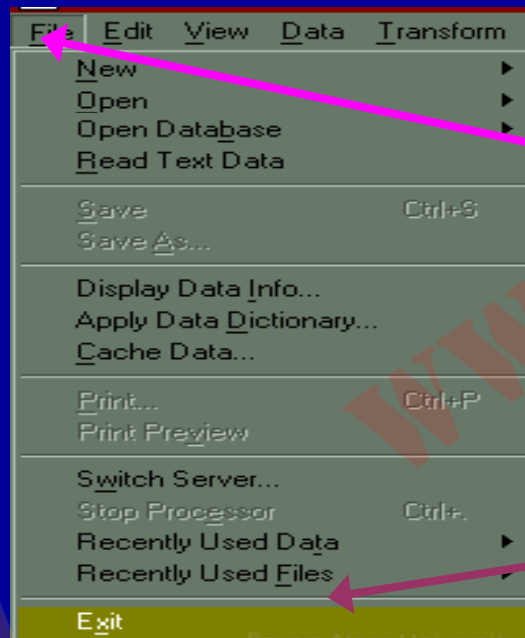 File Edit View Data Transform
New
Open
Open Database
Read Text Data
Save Ctrl+S
Save As...
Display Data Info...
Apply Data Dictionary...
Cache Data...
Print... Ctrl+P
Print Preview
Switch Server...
Stop Processor Ctrl+.
Recently Used Data
Recently Used Files
Exit